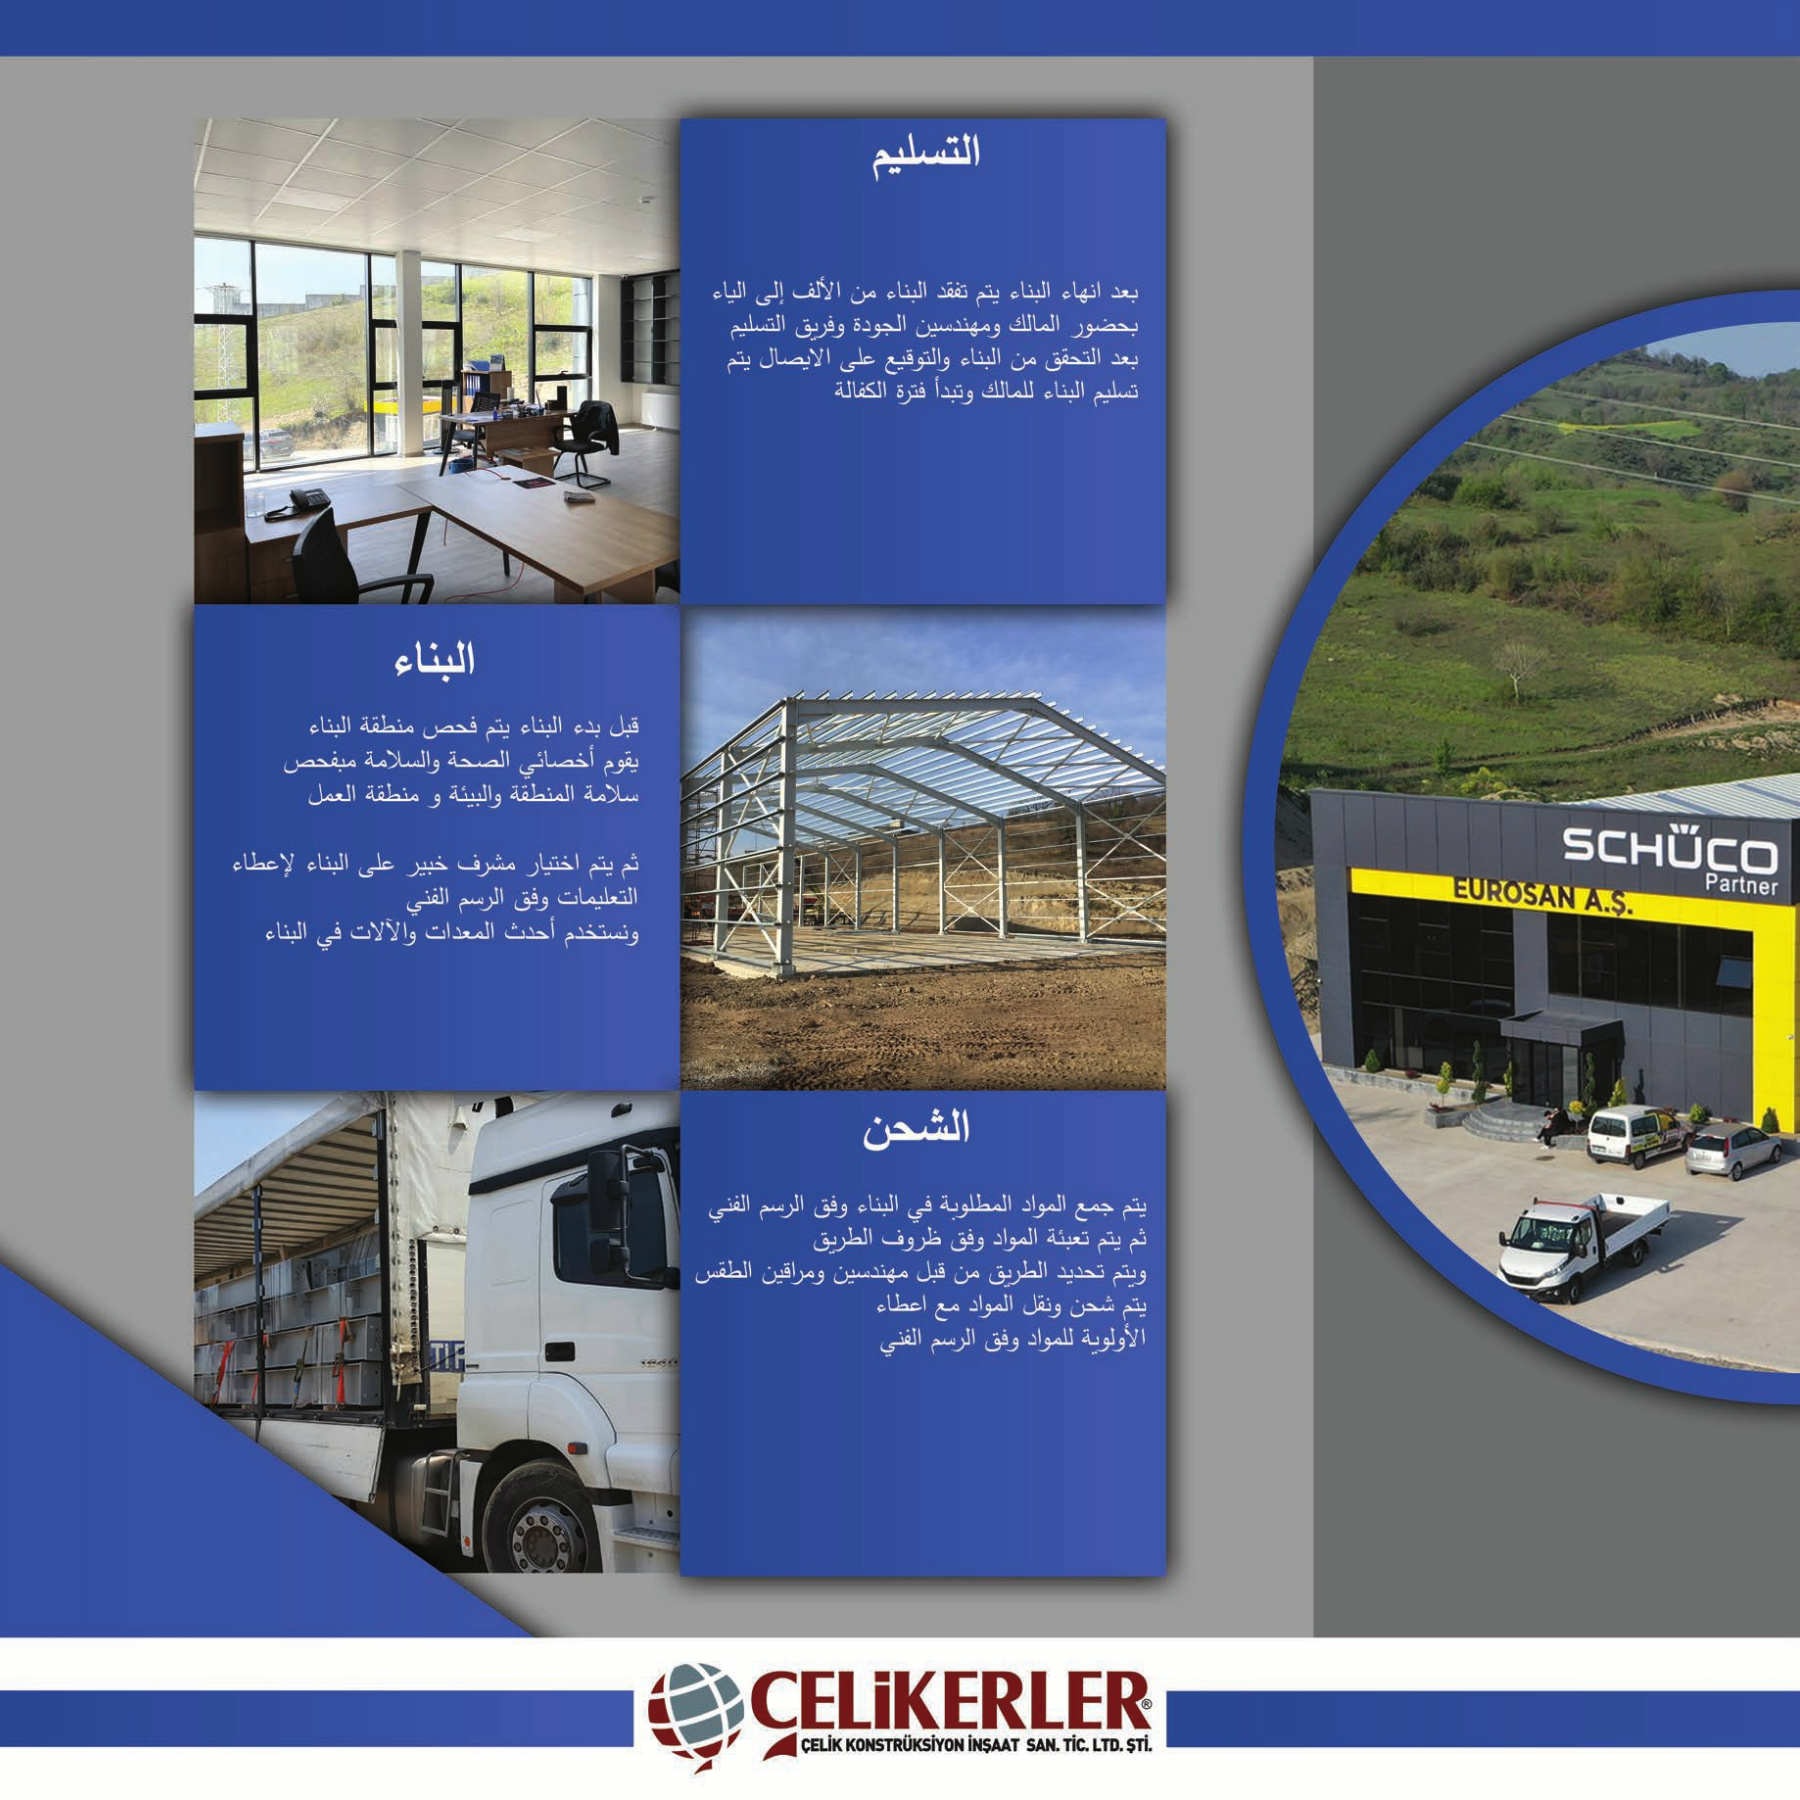 التسليم
بعد انهاء البناء يتم تفقد البناء من الألف إلى الياء
بحضور المالك ومهندسين الجودة وفريق التسليم
بعد التحقق من البناء والتوقيع على الايصال يتم
تسليم البناء للمالك وتبدأ فترة الكفالة
البناء
قبل بدء البناء يتم فحص منطقة البناء
يقوم أخصائي الصحة والسلامة مبفحص
سلامة المنطقة والبيئة و منطقة العمل
ثم يتم اختيار مشرف خبير على البناء لإعطاء
التعليمات وفق الرسم الفني
ونستخدم أحدث المعدات والآلات في البناء
الشحن
يتم جمع المواد المطلوبة في البناء وفق الرسم الفني
ثم يتم تعبئة المواد وفق ظروف الطريق
ويتم تحديد الطريق من قبل مهندسين ومراقين الطقس
يتم شحن ونقل المواد مع اعطاء
الأولوية للمواد وفق الرسم الفني
SCHÜCO
Partner
EUROSAN A.Ş.
ÇELiKERLER®
ÇELİK KONSTRÜKSİYON İNŞAAT SAN. TİC. LTD. ŞTİ.